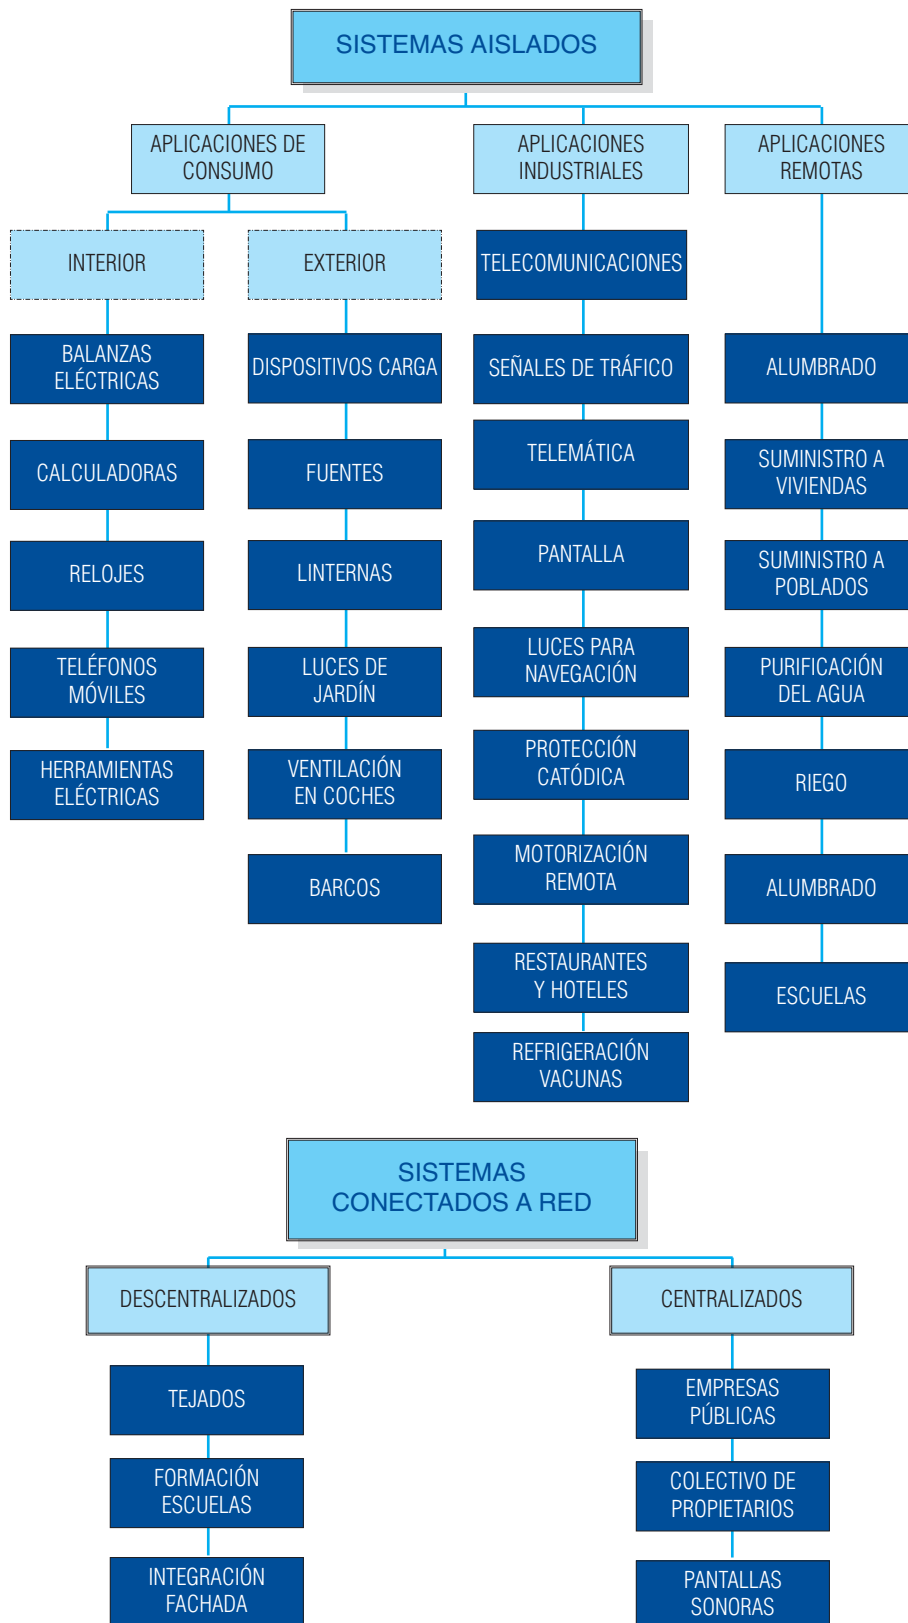 SISTEMAS AISLADOS
APLICACIONES DE
CONSUMO
INTERIOR
BALANZAS
ELÉCTRICAS
CALCULADORAS
RELOJES
TELÉFONOS
MÓVILES
HERRAMIENTAS
ELÉCTRICAS
EXTERIOR
DISPOSITIVOS CARGA
FUENTES
LINTERNAS
LUCES DE
JARDÍN
VENTILACIÓN
EN COCHES
BARCOS
APLICACIONES
INDUSTRIALES
TELECOMUNICACIONES
SEÑALES DE TRÁFICO
TELEMÁTICA
PANTALLA
LUCES PARA
NAVEGACIÓN
PROTECCIÓN
CATÓDICA
MOTORIZACIÓN
REMOTA
RESTAURANTES
Y HOTELES
REFRIGERACIÓN
VACUNAS
APLICACIONES
REMOTAS
ALUMBRADO
SUMINISTRO A
VIVIENDAS
SUMINISTRO A
POBLADOS
PURIFICACIÓN
DEL AGUA
RIEGO
ALUMBRADO
ESCUELAS
SISTEMAS
CONECTADOS A RED
DESCENTRALIZADOS
TEJADOS
FORMACIÓN
ESCUELAS
INTEGRACIÓN
FACHADA
CENTRALIZADOS
EMPRESAS
PÚBLICAS
COLECTIVO DE
PROPIETARIOS
PANTALLAS
SONORAS